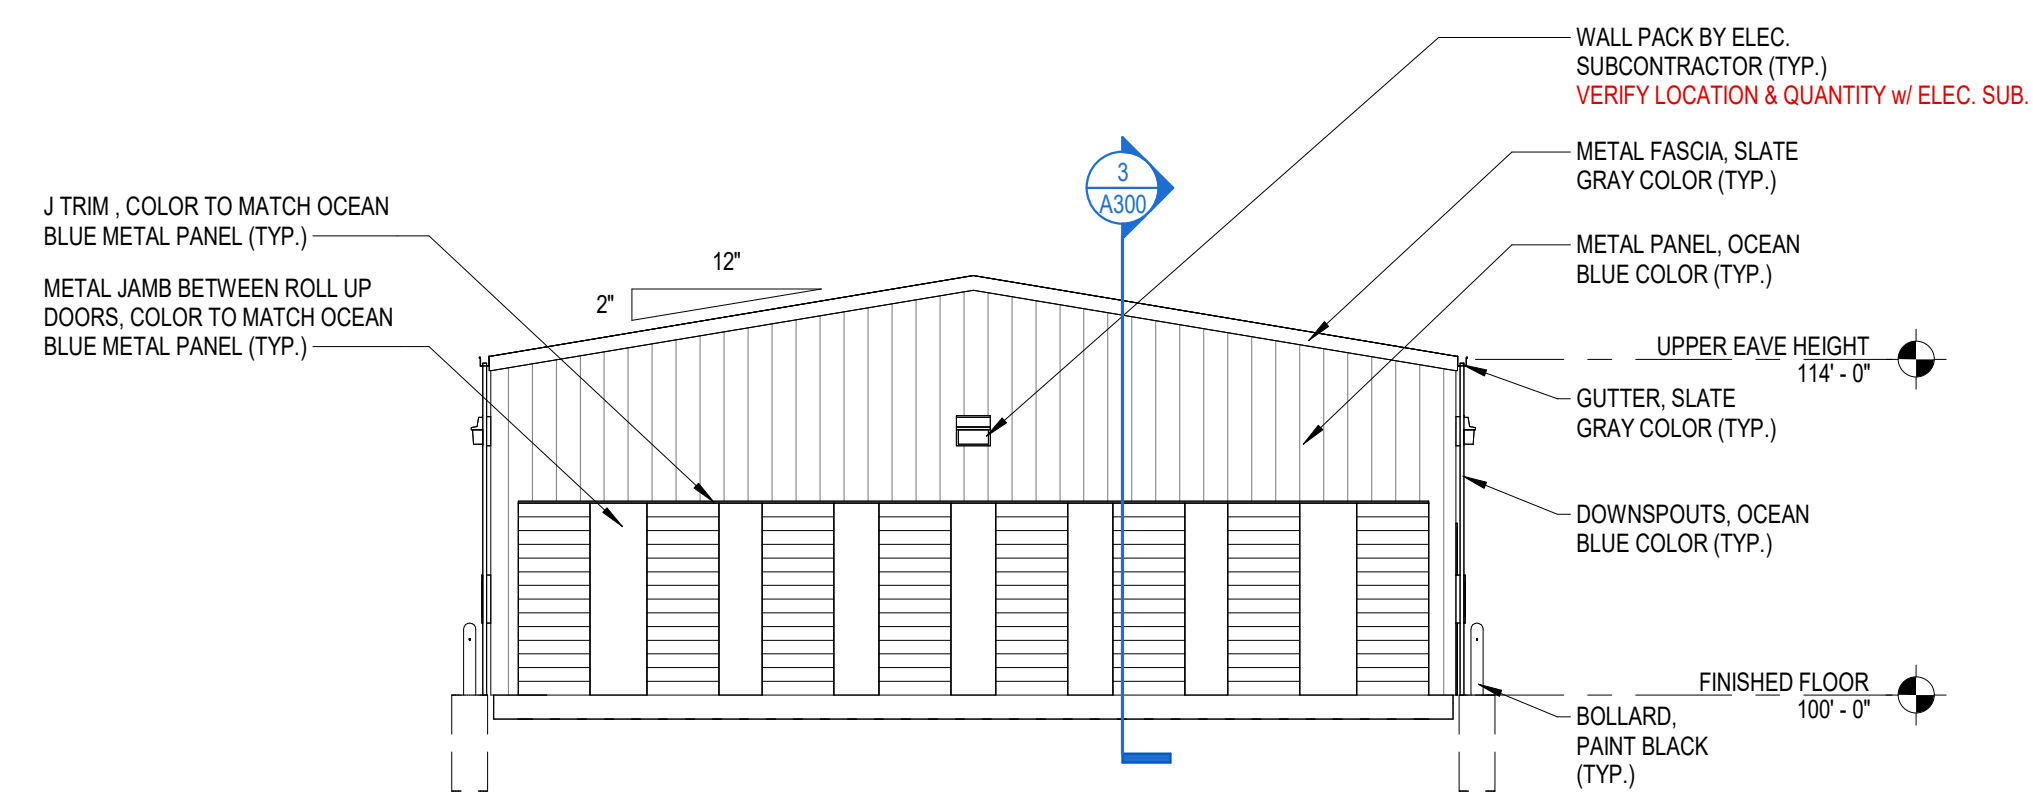 WALL PACK BY ELEC.
SUBCONTRACTOR (TYP.)
VERIFY LOCATION & QUANTITY w/ ELEC. SUB.
METAL FASCIA, SLATE
GRAY COLOR (TYP.)
3
A300
J TRIM , COLOR TO MATCH OCEAN
BLUE METAL PANEL (TYP.)
METAL PANEL, OCEAN
BLUE COLOR (TYP.)
12"
2"
METAL JAMB BETWEEN ROLL UP
DOORS, COLOR TO MATCH OCEAN
BLUE METAL PANEL (TYP.)
UPPER EAVE HEIGHT
114' - 0"
GUTTER, SLATE
GRAY COLOR (TYP.)
DOWNSPOUTS, OCEAN
BLUE COLOR (TYP.)
FINISHED FLOOR
100' - 0"
BOLLARD,
PAINT BLACK
(TYP.)